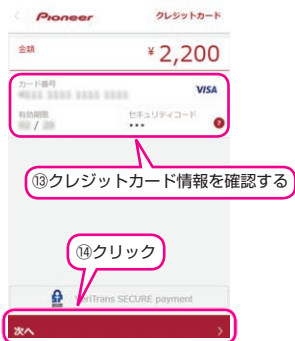 Pioneer クレジットカード
金額 ¥ 2,200
カード番号
VISA
有効期限 セキュリティコード
/ •••
?
⑬クレジットカード情報を確認する
⑭クリック
VeriTrans SECURE payment
次へ